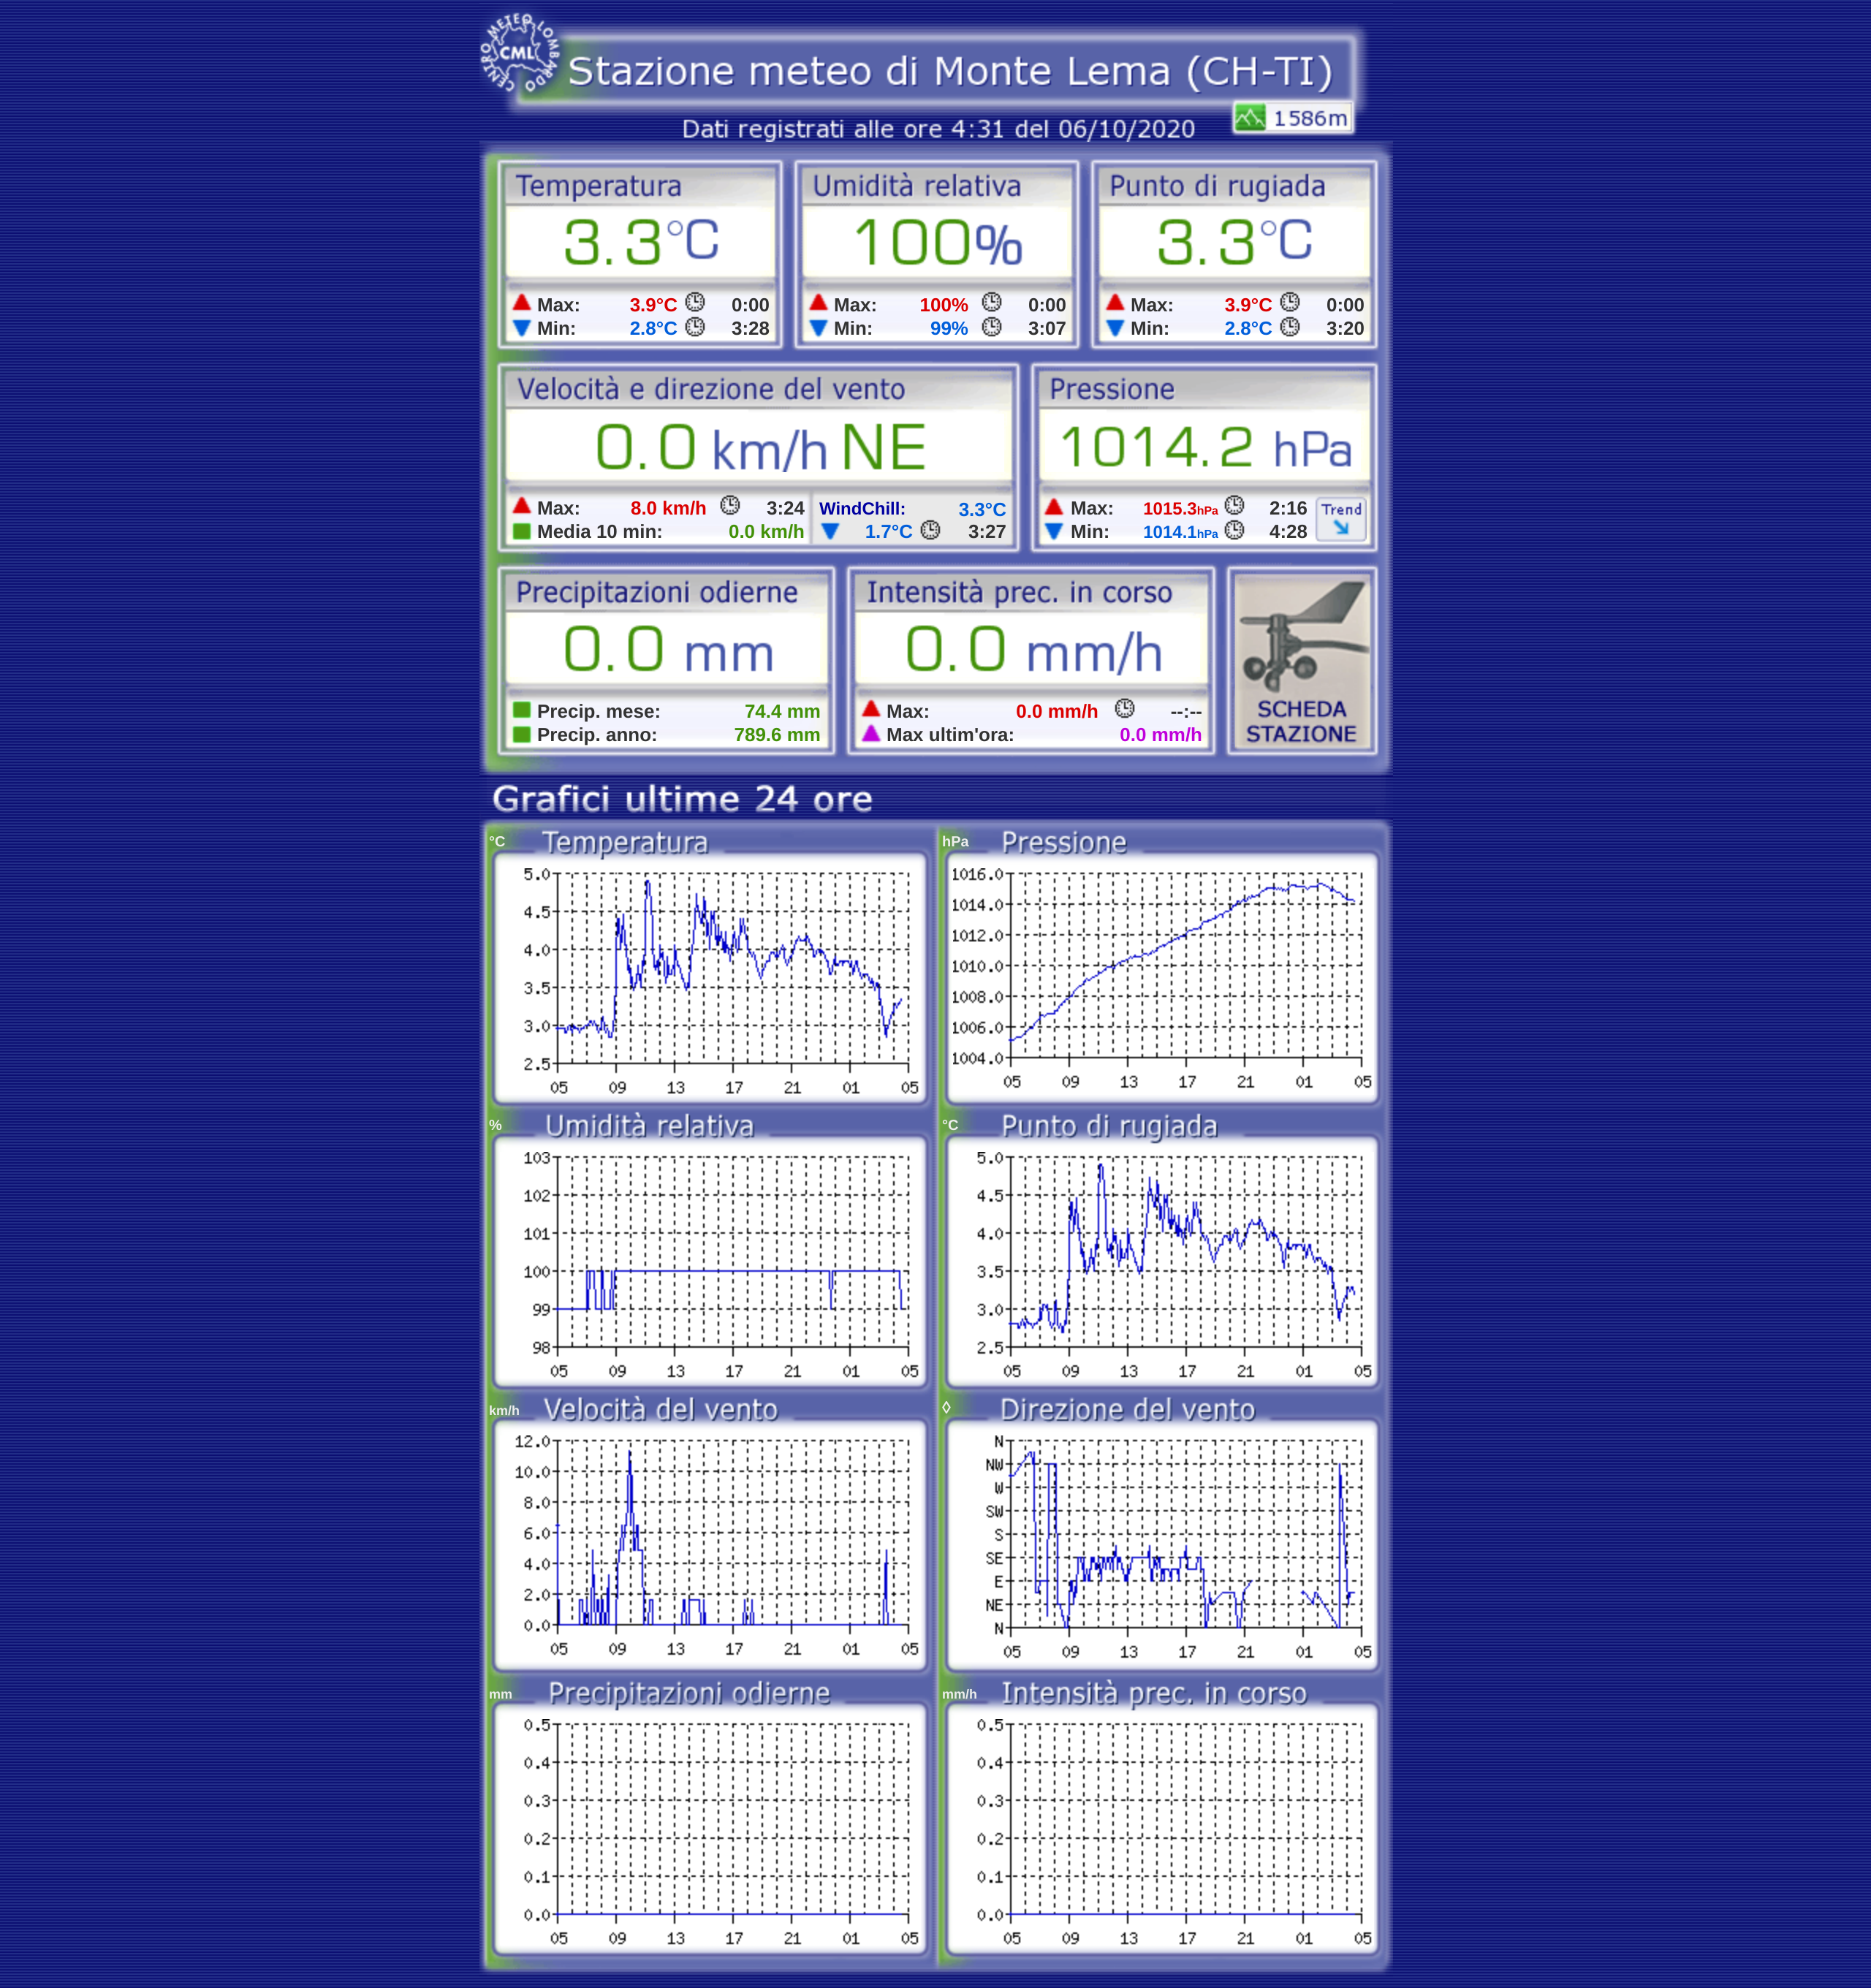 CENTRO METEO LOMBARDO
CML
Stazione meteo di Monte Lema (CH-TI)
1586m
Dati registrati alle ore 4:31 del 06/10/2020
Temperatura
3.3°C
Max: 3.9°C 0:00
Min: 2.8°C 3:28
Umidità relativa
100%
Max: 100% 0:00
Min: 99% 3:07
Punto di rugiada
3.3°C
Max: 3.9°C 0:00
Min: 2.8°C 3:20
Velocità e direzione del vento
0.0 km/h NE
Max: 8.0 km/h 3:24
Media 10 min: 0.0 km/h
WindChill: 3.3°C
1.7°C 3:27
Pressione
1014.2 hPa
Max: 1015.3hPa 2:16
Min: 1014.1hPa 4:28
Trend
Precipitazioni odierne
0.0 mm
Precip. mese: 74.4 mm
Precip. anno: 789.6 mm
Intensità prec. in corso
0.0 mm/h
Max: 0.0 mm/h --:--
Max ultim'ora: 0.0 mm/h
SCHEDA
STAZIONE
Grafici ultime 24 ore
°C Temperatura
5.0
4.5
4.0
3.5
3.0
2.5
05 09 13 17 21 01 05
hPa Pressione
1016.0
1014.0
1012.0
1010.0
1008.0
1006.0
1004.0
05 09 13 17 21 01 05
% Umidità relativa
103
102
101
100
99
98
05 09 13 17 21 01 05
°C Punto di rugiada
5.0
4.5
4.0
3.5
3.0
2.5
05 09 13 17 21 01 05
km/h Velocità del vento
12.0
10.0
8.0
6.0
4.0
2.0
0.0
05 09 13 17 21 01 05
◊ Direzione del vento
N
NW
W
SW
S
SE
E
NE
N
05 09 13 17 21 01 05
mm Precipitazioni odierne
0.5
0.4
0.3
0.2
0.1
0.0
05 09 13 17 21 01 05
mm/h Intensità prec. in corso
0.5
0.4
0.3
0.2
0.1
0.0
05 09 13 17 21 01 05